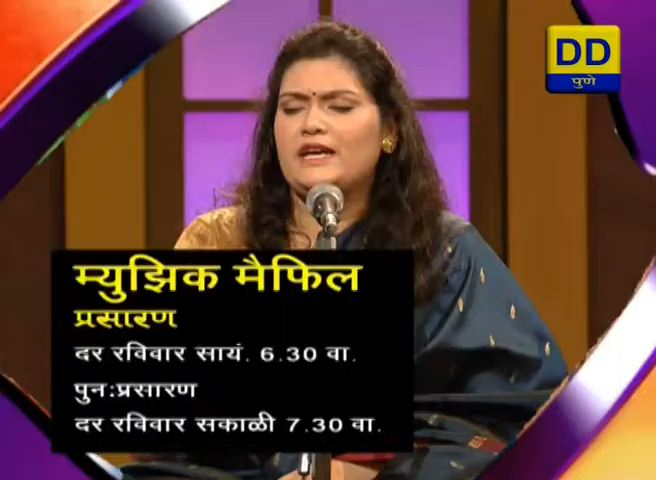 DD
पुणे
म्युझिक मैफिल
प्रसारण
दर रविवार सायं. 6.30 वा.
पुन:प्रसारण
दर रविवार सकाळी 7.30 वा.